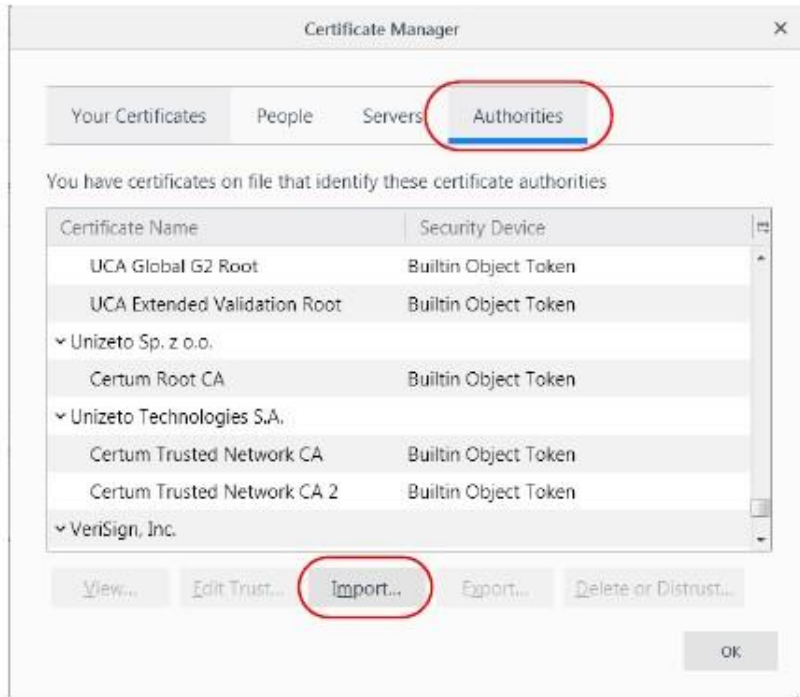 Certificate Manager
Your Certificates People Servers Authorities
You have certificates on file that identify these certificate authorities
Certificate Name Security Device
UCA Global G2 Root Builtin Object Token
UCA Extended Validation Root Builtin Object Token
Unizeto Sp. z o.o.
Certum Root CA Builtin Object Token
Unizeto Technologies S.A.
Certum Trusted Network CA Builtin Object Token
Certum Trusted Network CA 2 Builtin Object Token
VeriSign, Inc.
View... Edit Trust... Import... Export... Delete or Distrust...
OK